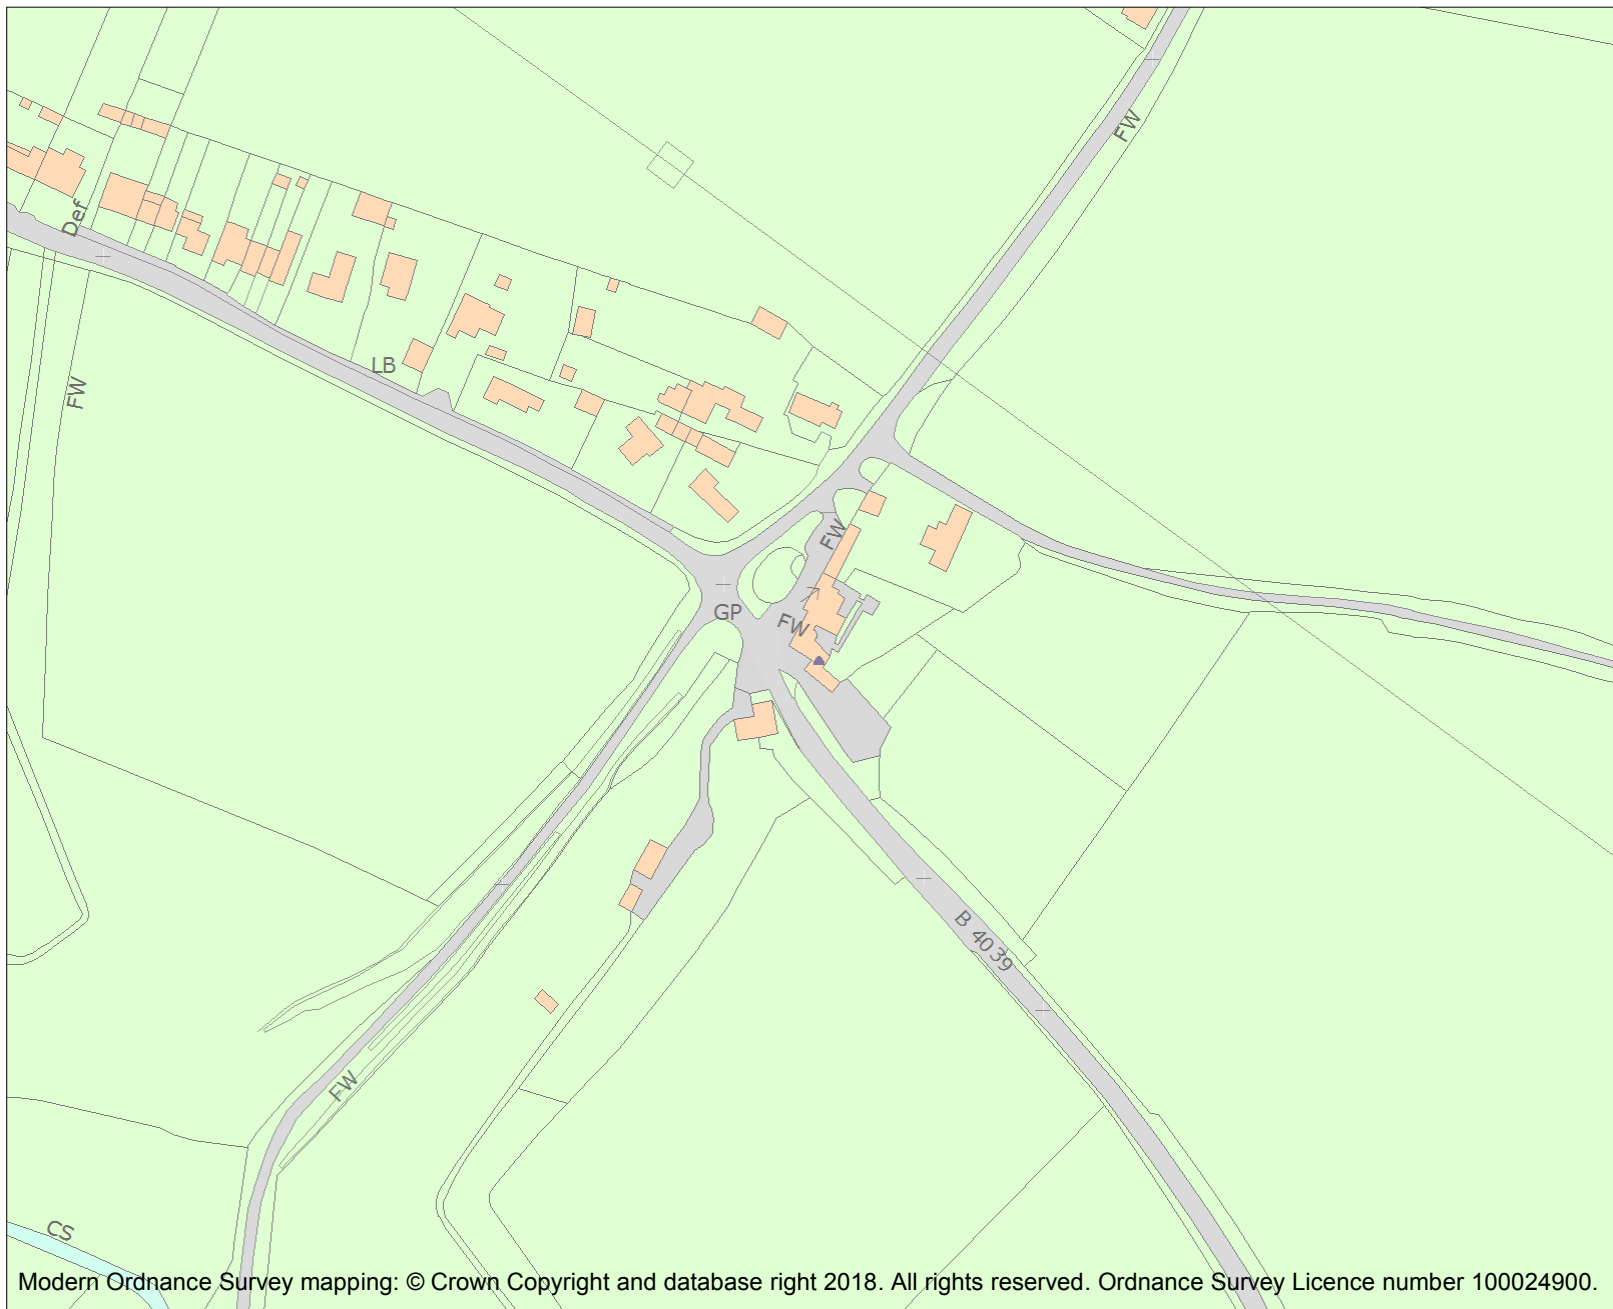 FW
Def
LB
FW
FW
GP
FW
B 4039
FW
CS
Modern Ordnance Survey mapping: © Crown Copyright and database right 2018. All rights reserved. Ordnance Survey Licence number 100024900.